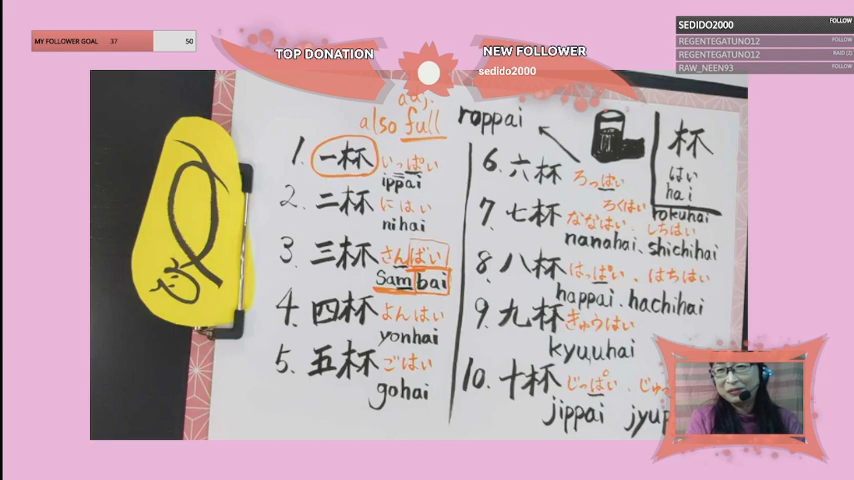 MY FOLLOWER GOAL 37 50
TOP DONATION
NEW FOLLOWER
sedido2000
SEDIDO2000 FOLLOW
REGENTEGATUNO12 FOLLOW
REGENTEGATUNO12 RAID (2)
RAW_NEEN93 FOLLOW
adj.
also full
1. 一杯 いっぱい
ippai
2. 二杯 にはい
nihai
3. 三杯 さんばい
Sambai
4. 四杯 よんはい
yonhai
5. 五杯 ごはい
gohai
roppai
6. 六杯 ろっぱい
ろくはい
rokuhai
7. 七杯 ななはい、しちはい
nanahai、shichihai
8. 八杯 はっぱい、はちはい
happai、hachihai
9. 九杯 きゅうはい
kyuuhai
10. 十杯 じっぱい、じゅっ
jippai jyup
杯
はい
hai